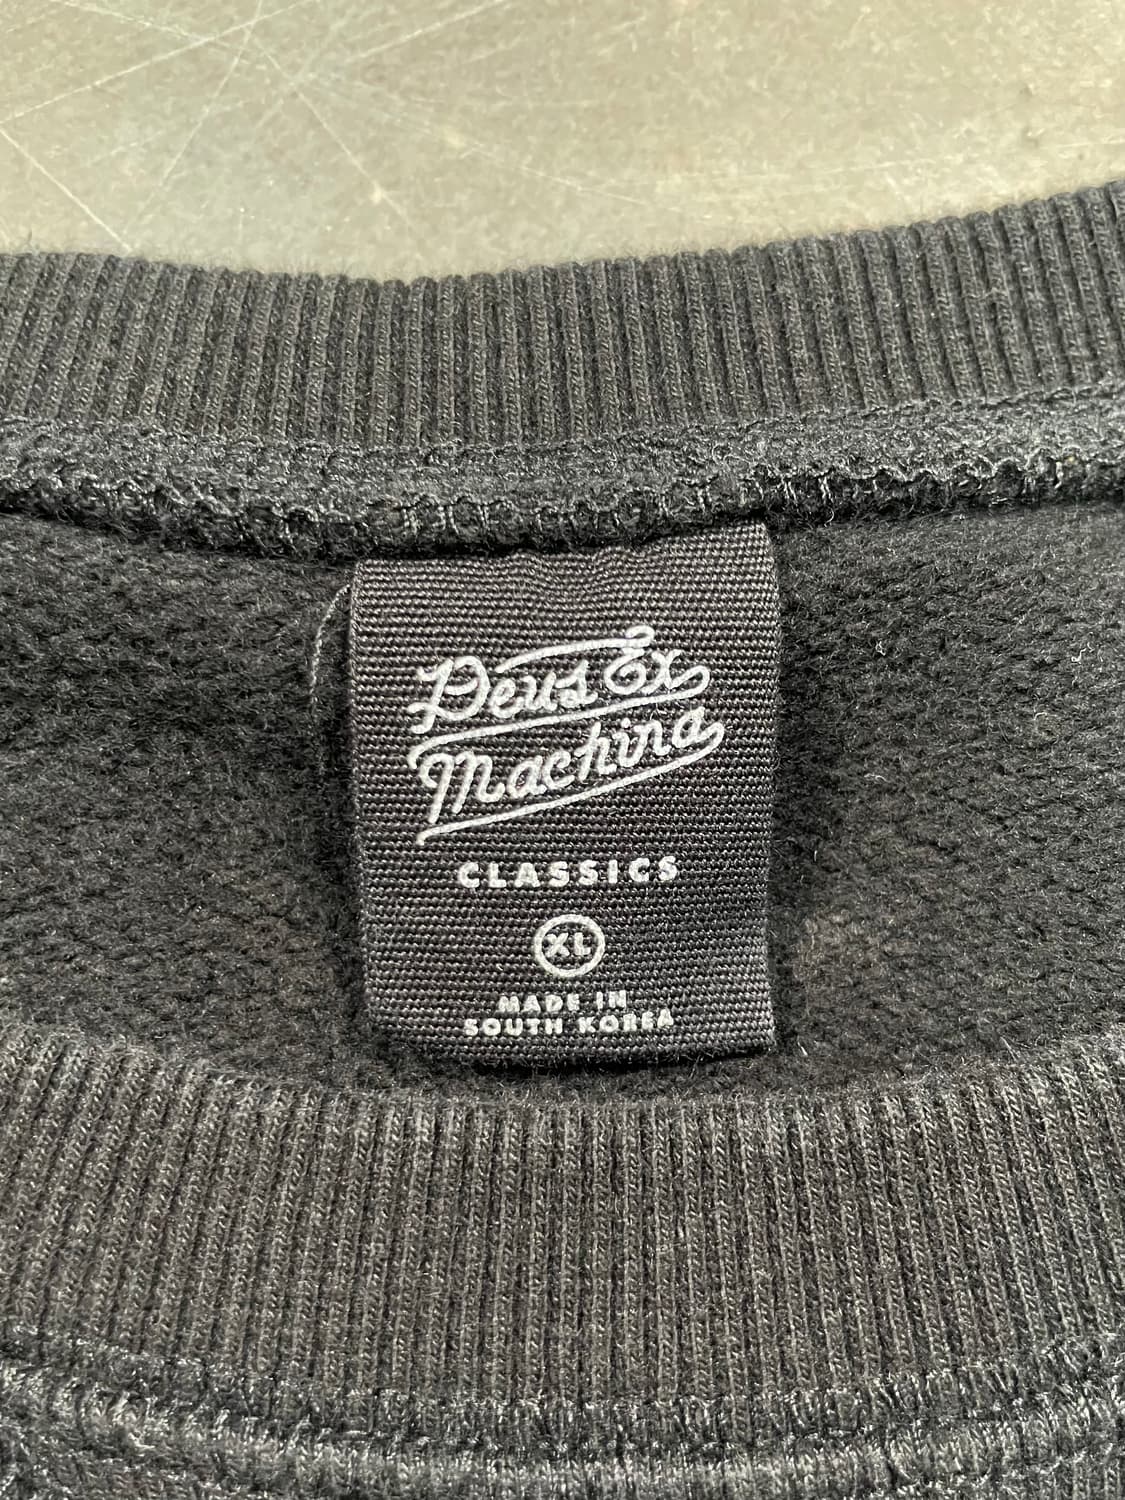 Deus Ex
Machina
CLASSICS
XL
MADE IN
SOUTH KOREA